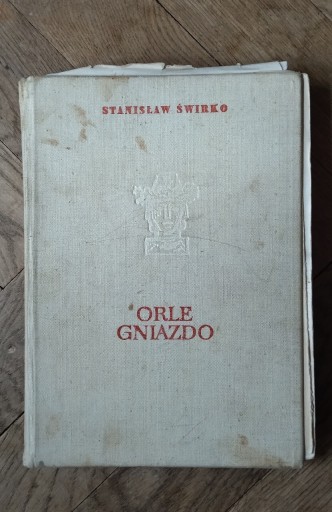 STANISŁAW ŚWIRKO
ORLE
GNIAZDO